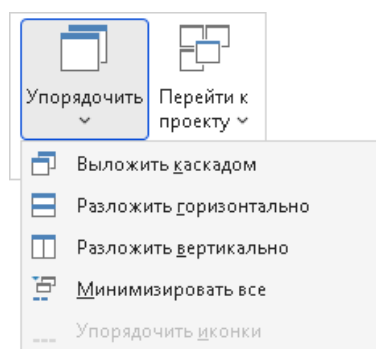 Упорядочить Перейти к
проекту
Выложить каскадом
Разложить горизонтально
Разложить вертикально
Минимизировать все
Упорядочить иконки